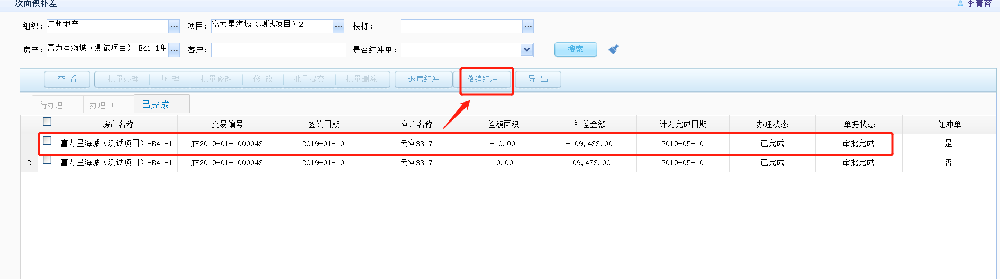 一次面积补差 李青容
组织： 广州地产 ... 项目： 富力星海城（测试项目）2 ... 楼栋： ...
房产： 富力星海城（测试项目）-B41-1单 ... 客户： 是否红冲单： 搜索
查 看 批量办理 办 理 批量修改 修 改 批量提交 批量删除 退房红冲 撤销红冲 导 出
待办理 办理中 已完成
房产名称 交易编号 签约日期 客户名称 差额面积 补差金额 计划完成日期 办理状态 单据状态 红冲单
1 富力星海城（测试项目）-B41-1. JY2019-01-1000043 2019-01-10 云客3317 -10.00 -109,433.00 2019-05-10 已完成 审批完成 是
2 富力星海城（测试项目）-B41-1. JY2019-01-1000043 2019-01-10 云客3317 10.00 109,433.00 2019-05-10 已完成 审批完成 否